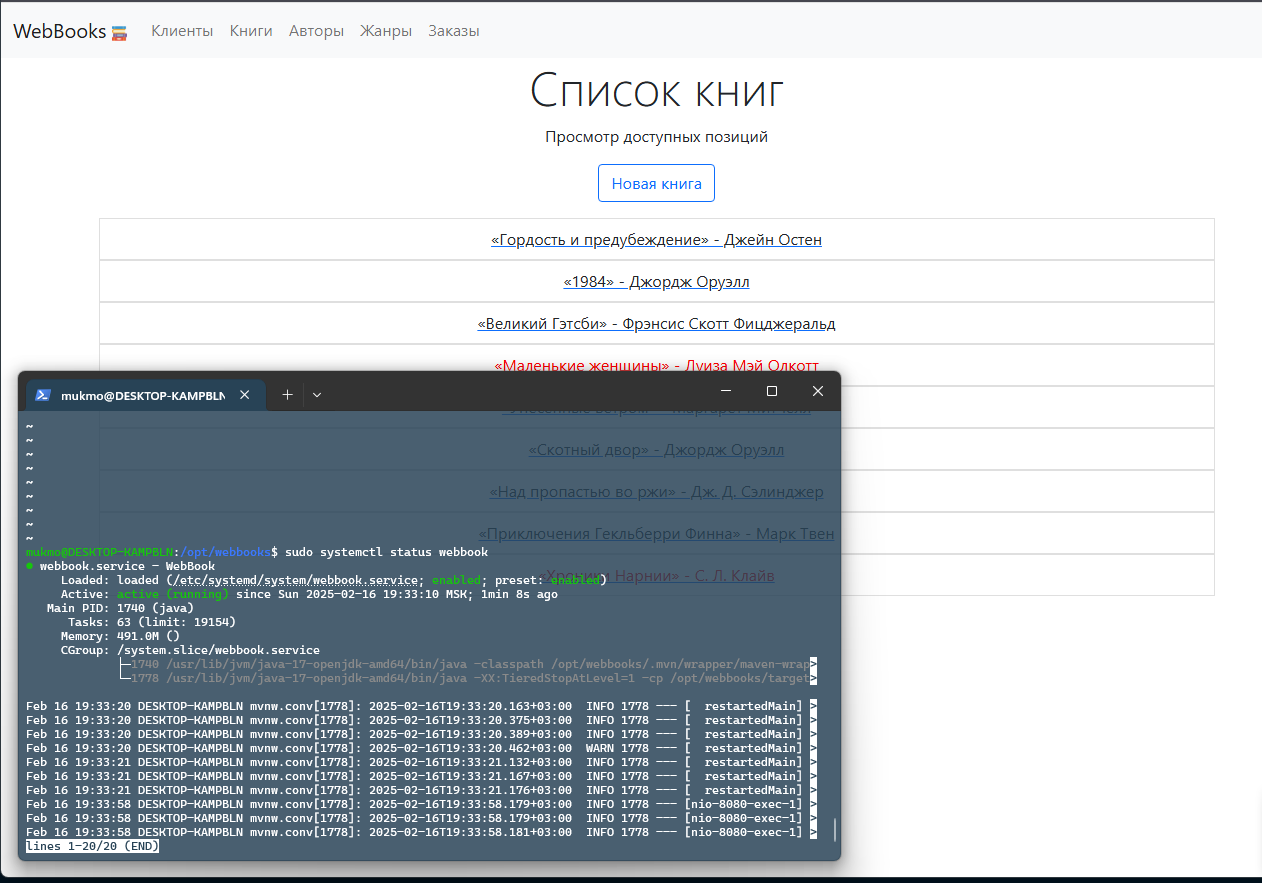 WebBooks Клиенты Книги Авторы Жанры Заказы
Список книг
Просмотр доступных позиций
Новая книга
«Гордость и предубеждение» - Джейн Остен
«1984» - Джордж Оруэлл
«Великий Гэтсби» - Фрэнсис Скотт Фицджеральд
«Маленькие женщины» - Луиза Мэй Олкотт
«Скотный двор» - Джордж Оруэлл
«Над пропастью во ржи» - Дж. Д. Сэлинджер
«Приключения Гекльберри Финна» - Марк Твен
«Хроники Нарнии» - С. Л. Клайв
mukmo@DESKTOP-KAMPBLN
~
~
~
~
~
~
~
~
~
mukmo@DESKTOP-KAMPBLN:/opt/webbooks$ sudo systemctl status webbook
● webbook.service - WebBook
Loaded: loaded (/etc/systemd/system/webbook.service; enabled; preset: enabled)
Active: active (running) since Sun 2025-02-16 19:33:10 MSK; 1min 8s ago
Main PID: 1740 (java)
Tasks: 63 (limit: 19154)
Memory: 491.0M ()
CGroup: /system.slice/webbook.service
├─1740 /usr/lib/jvm/java-17-openjdk-amd64/bin/java -classpath /opt/webbooks/.mvn/wrapper/maven-wrap>
└─1778 /usr/lib/jvm/java-17-openjdk-amd64/bin/java -XX:TieredStopAtLevel=1 -cp /opt/webbooks/target>
Feb 16 19:33:20 DESKTOP-KAMPBLN mvnw.conv[1778]: 2025-02-16T19:33:20.163+03:00 INFO 1778 --- [ restartedMain] >
Feb 16 19:33:20 DESKTOP-KAMPBLN mvnw.conv[1778]: 2025-02-16T19:33:20.375+03:00 INFO 1778 --- [ restartedMain] >
Feb 16 19:33:20 DESKTOP-KAMPBLN mvnw.conv[1778]: 2025-02-16T19:33:20.389+03:00 INFO 1778 --- [ restartedMain] >
Feb 16 19:33:20 DESKTOP-KAMPBLN mvnw.conv[1778]: 2025-02-16T19:33:20.462+03:00 WARN 1778 --- [ restartedMain] >
Feb 16 19:33:21 DESKTOP-KAMPBLN mvnw.conv[1778]: 2025-02-16T19:33:21.132+03:00 INFO 1778 --- [ restartedMain] >
Feb 16 19:33:21 DESKTOP-KAMPBLN mvnw.conv[1778]: 2025-02-16T19:33:21.167+03:00 INFO 1778 --- [ restartedMain] >
Feb 16 19:33:21 DESKTOP-KAMPBLN mvnw.conv[1778]: 2025-02-16T19:33:21.176+03:00 INFO 1778 --- [ restartedMain] >
Feb 16 19:33:58 DESKTOP-KAMPBLN mvnw.conv[1778]: 2025-02-16T19:33:58.179+03:00 INFO 1778 --- [nio-8080-exec-1] >
Feb 16 19:33:58 DESKTOP-KAMPBLN mvnw.conv[1778]: 2025-02-16T19:33:58.179+03:00 INFO 1778 --- [nio-8080-exec-1] >
Feb 16 19:33:58 DESKTOP-KAMPBLN mvnw.conv[1778]: 2025-02-16T19:33:58.181+03:00 INFO 1778 --- [nio-8080-exec-1] >
lines 1-20/20 (END)